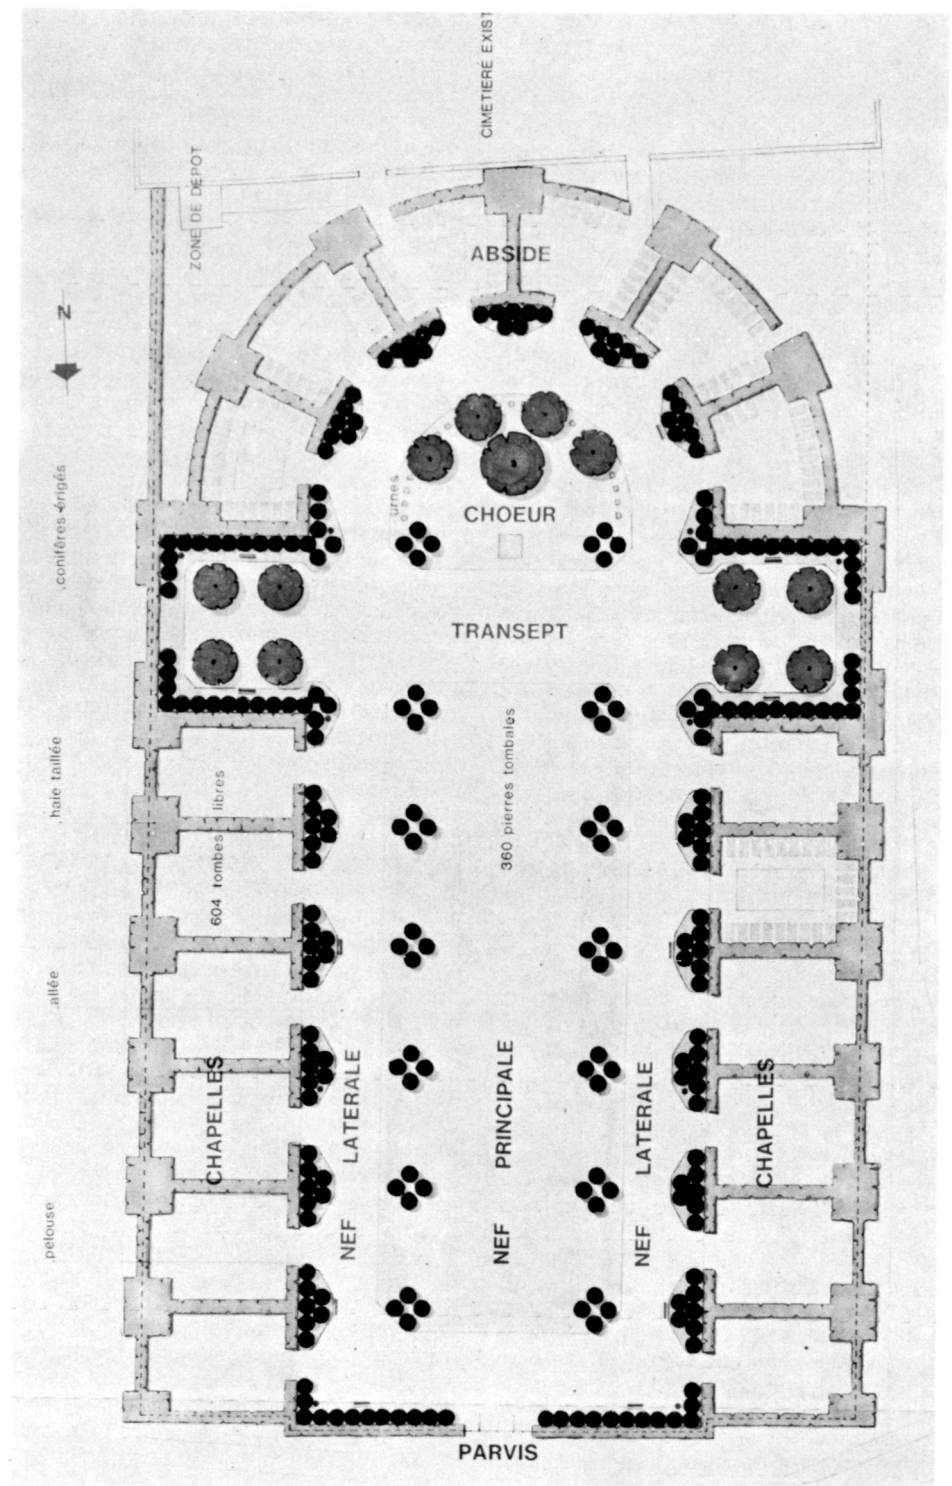 CIMETIERE EXIST
ZONE DE DEPOT
ABSIDE
N
urnes
CHOEUR
conifères érigés
TRANSEPT
haie taillée
604 tombes libres
360 pierres tombales
allée
CHAPELLES
NEF LATERALE
NEF PRINCIPALE
NEF LATERALE
CHAPELLES
pelouse
PARVIS